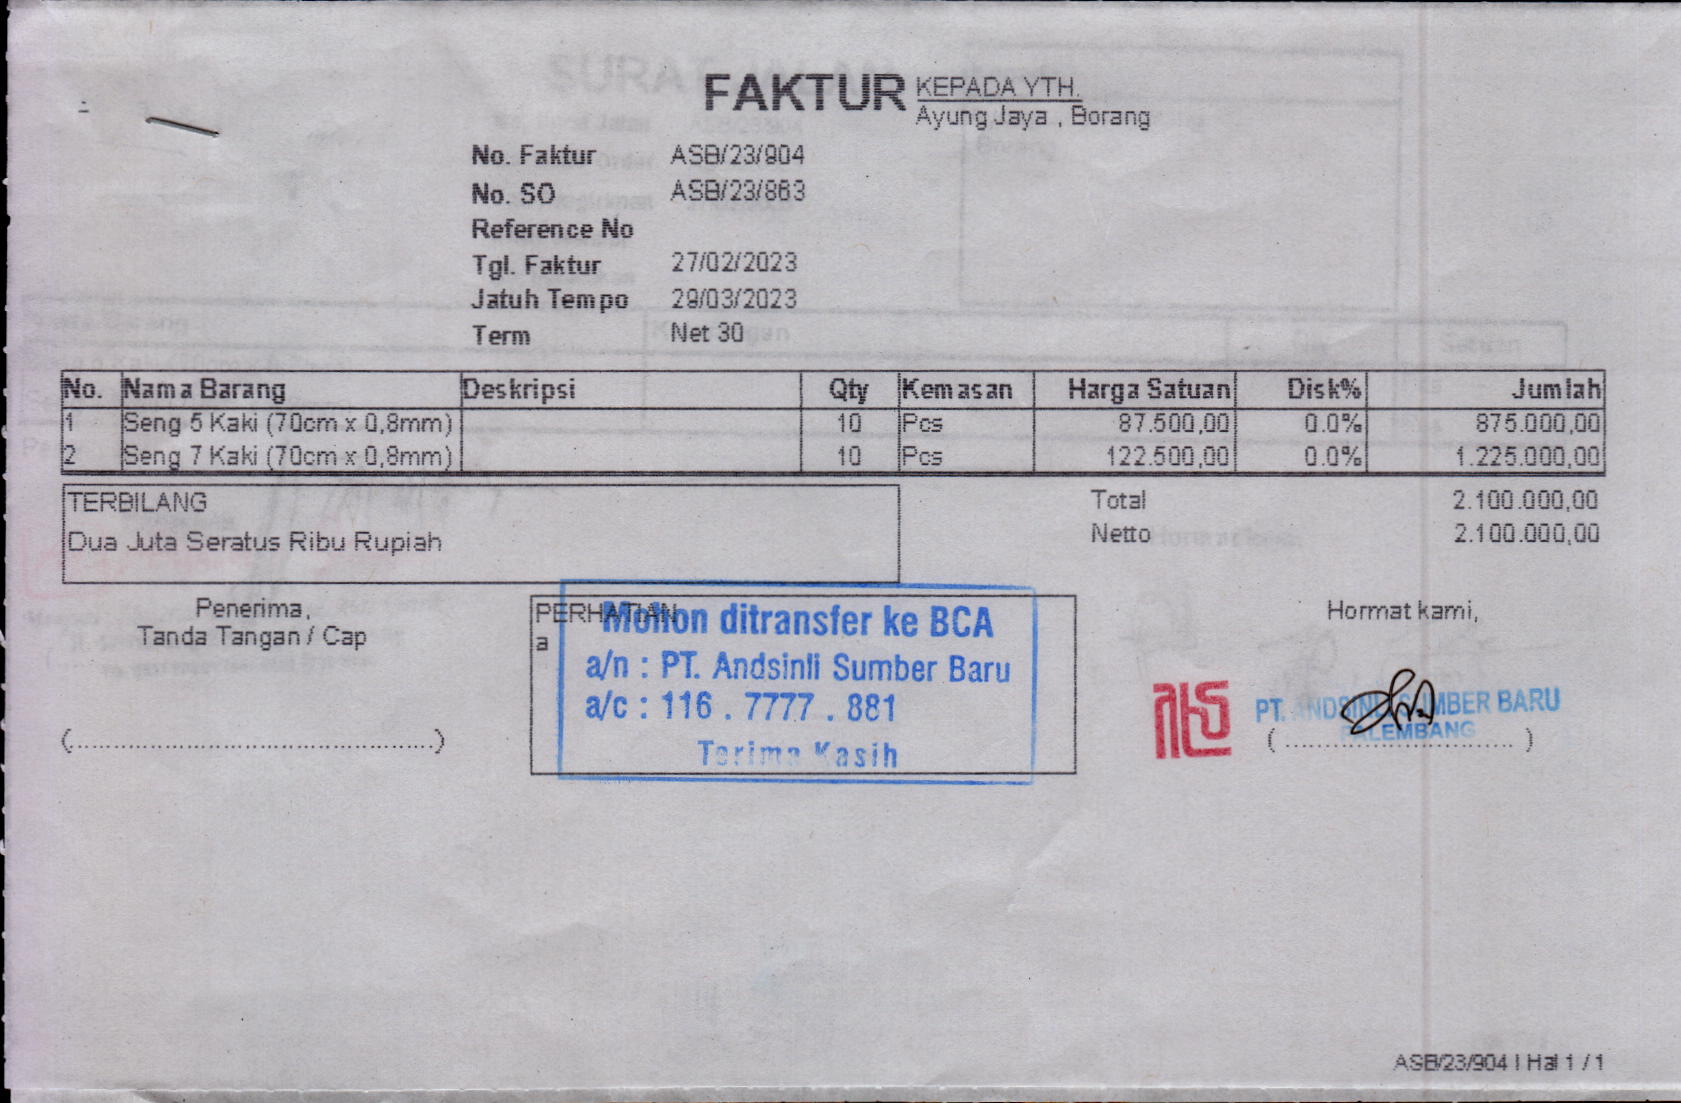 FAKTUR
KEPADA YTH.
Ayung Jaya , Borang
No. Faktur ASB/23/904
No. SO ASB/23/863
Reference No
Tgl. Faktur 27/02/2023
Jatuh Tempo 29/03/2023
Term Net 30
No. Nama Barang Deskripsi Qty Kemasan Harga Satuan Disk% Jumlah
1 Seng 5 Kaki (70cm x 0,8mm) 10 Pcs 87.500,00 0.0% 875.000,00
2 Seng 7 Kaki (70cm x 0,8mm) 10 Pcs 122.500,00 0.0% 1.225.000,00
TERBILANG
Dua Juta Seratus Ribu Rupiah
Total 2.100.000,00
Netto 2.100.000,00
Penerima,
Tanda Tangan / Cap
(............................................)
PERHATIAN
a
Mohon ditransfer ke BCA
a/n : PT. Andsinli Sumber Baru
a/c : 116 . 7777 . 881
Terima Kasih
Hormat kami,
PT. ANDSINLI SUMBER BARU
PALEMBANG
( ............................ )
ASB/23/904 | Hal 1 / 1